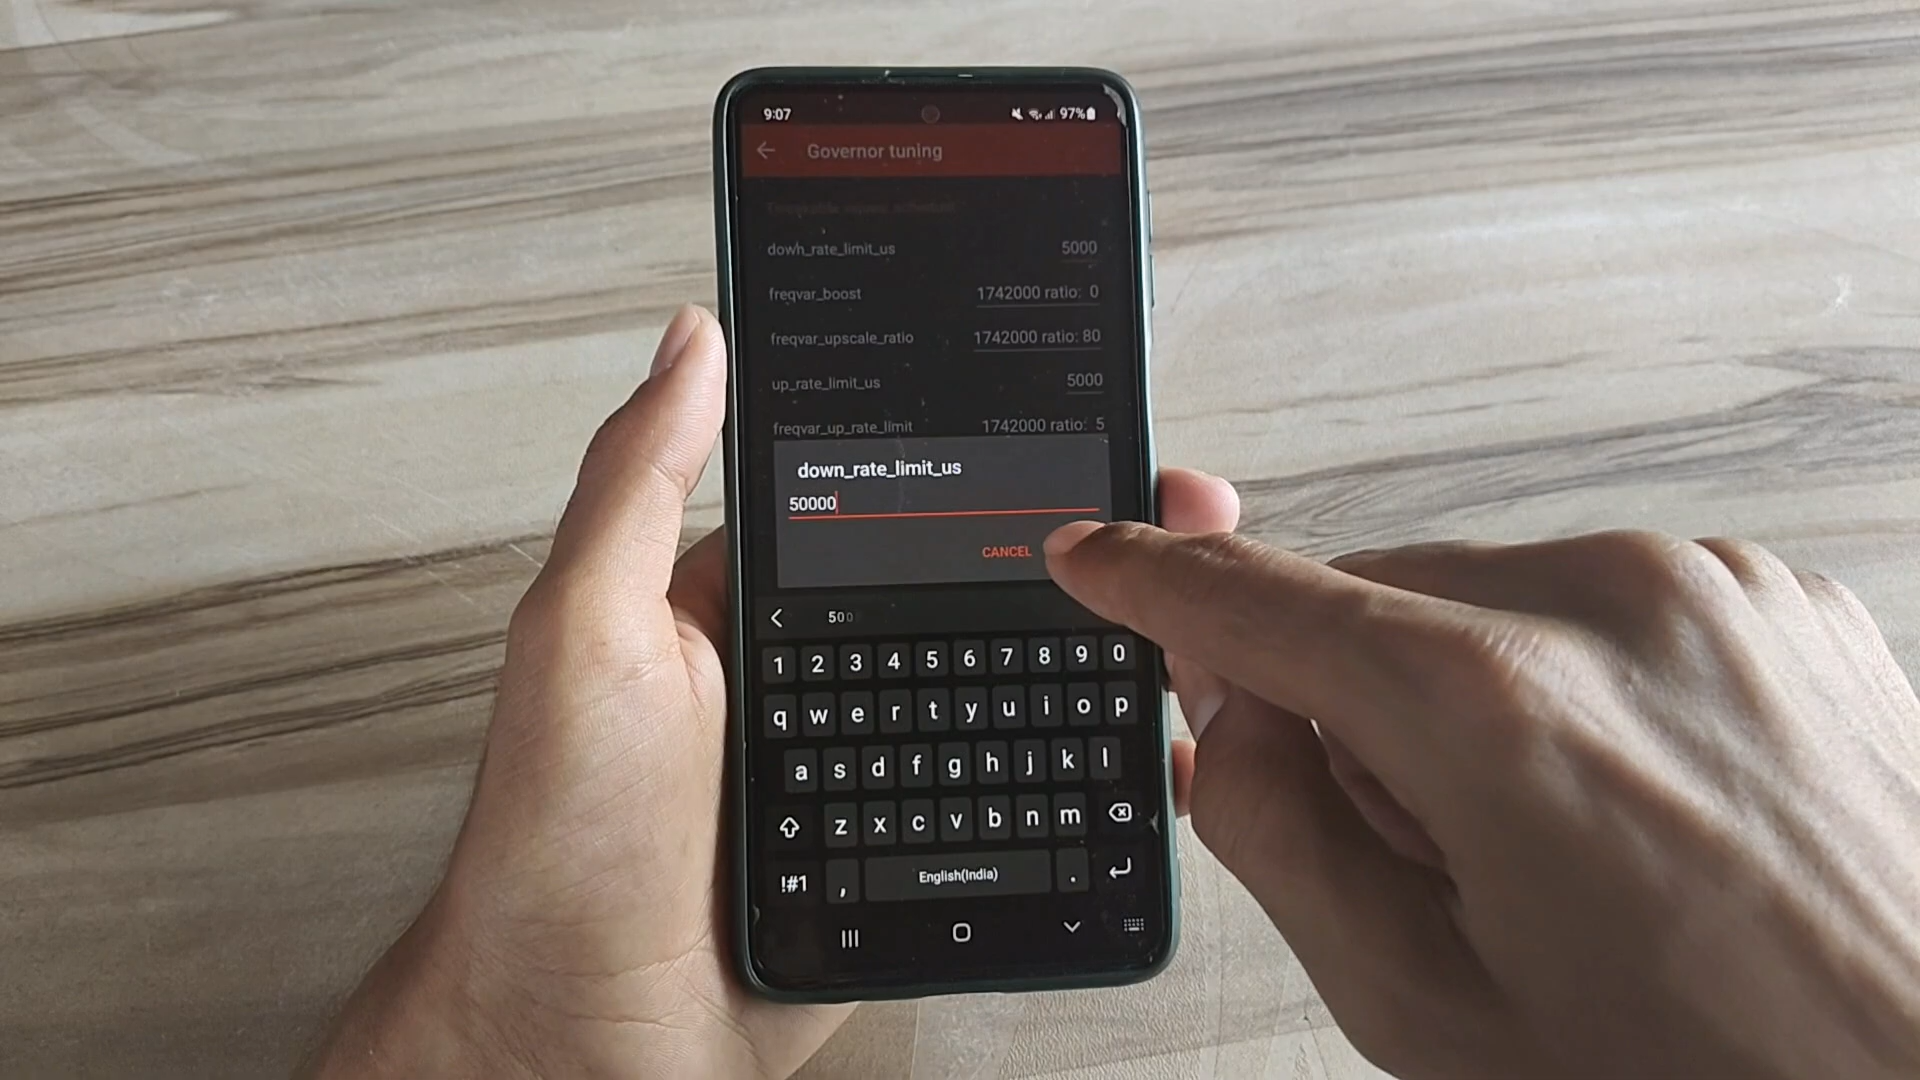 9:07 97%
Governor tuning
down_rate_limit_us 5000
freqvar_boost 1742000 ratio: 0
freqvar_upscale_ratio 1742000 ratio: 80
up_rate_limit_us 5000
freqvar_up_rate_limit 1742000 ratio: 5
down_rate_limit_us
50000
CANCEL
500
1 2 3 4 5 6 7 8 9 0
q w e r t y u i o p
a s d f g h j k l
z x c v b n m
!#1 , English(India) .